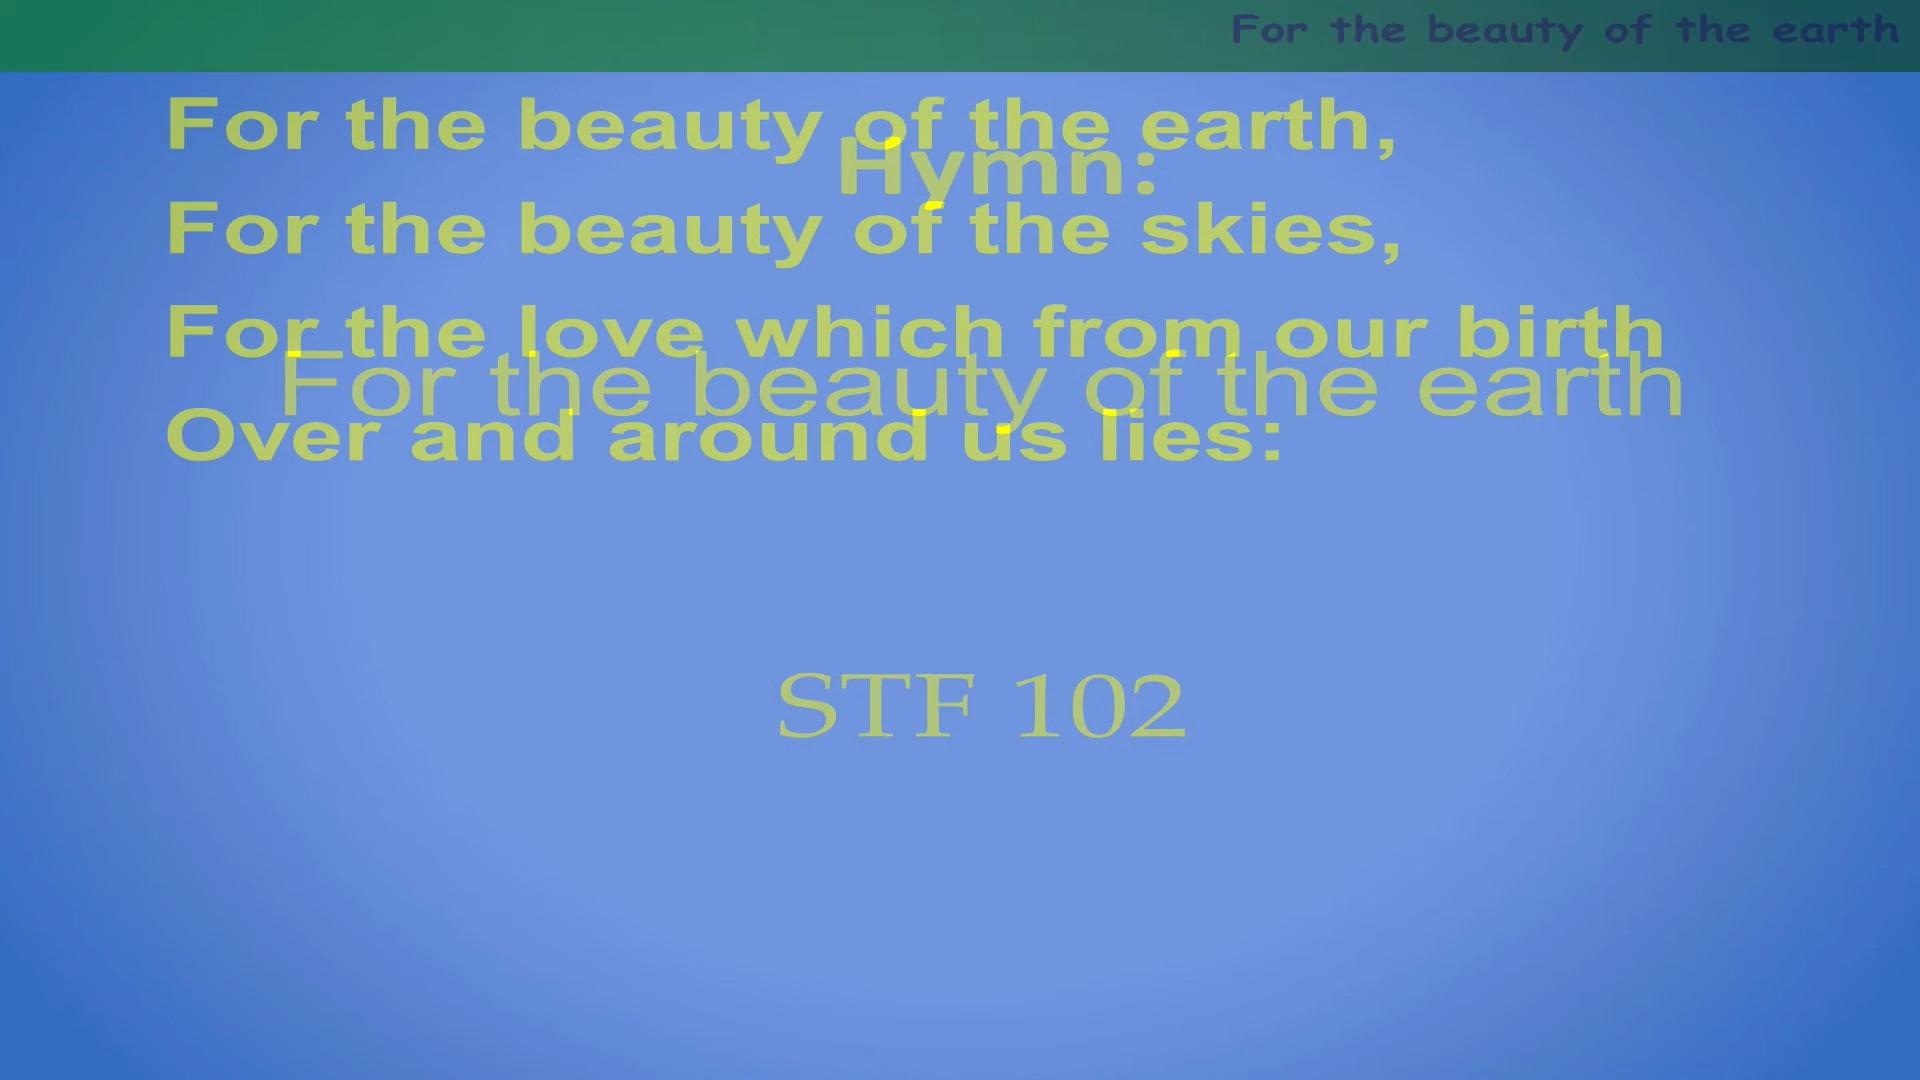 For the beauty of the earth
For the beauty of the earth,
Hymn:
For the beauty of the skies,
For the love which from our birth
For the beauty of the earth
Over and around us lies:
STF 102